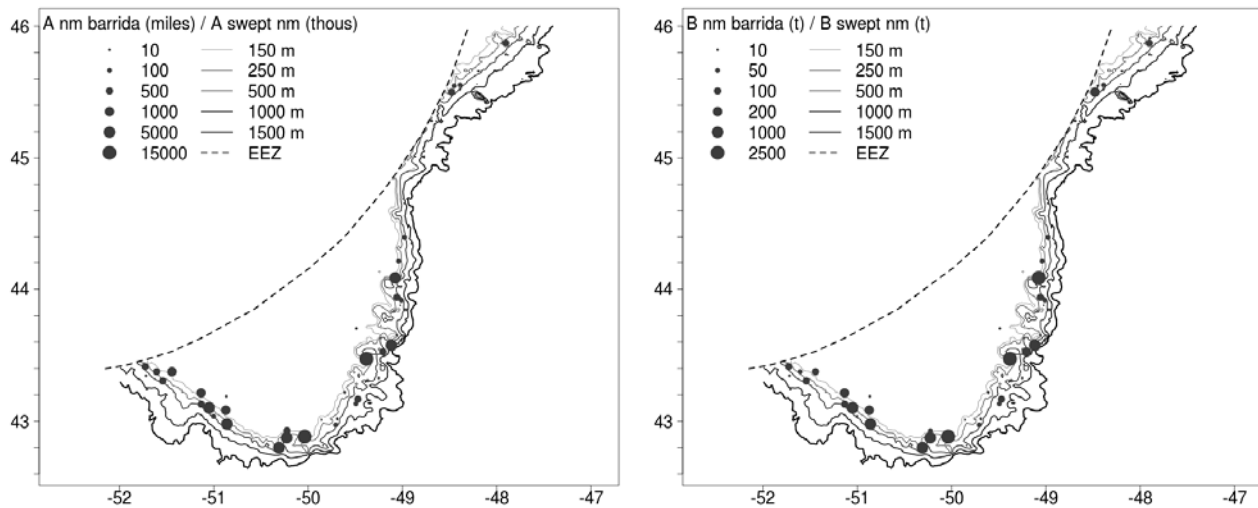 A nm barrida (miles) / A swept nm (thous)
10 150 m
100 250 m
500 500 m
1000 1000 m
5000 1500 m
15000 EEZ
46
45
44
43
-52 -51 -50 -49 -48 -47
B nm barrida (t) / B swept nm (t)
10 150 m
50 250 m
100 500 m
200 1000 m
1000 1500 m
2500 EEZ
46
45
44
43
-52 -51 -50 -49 -48 -47